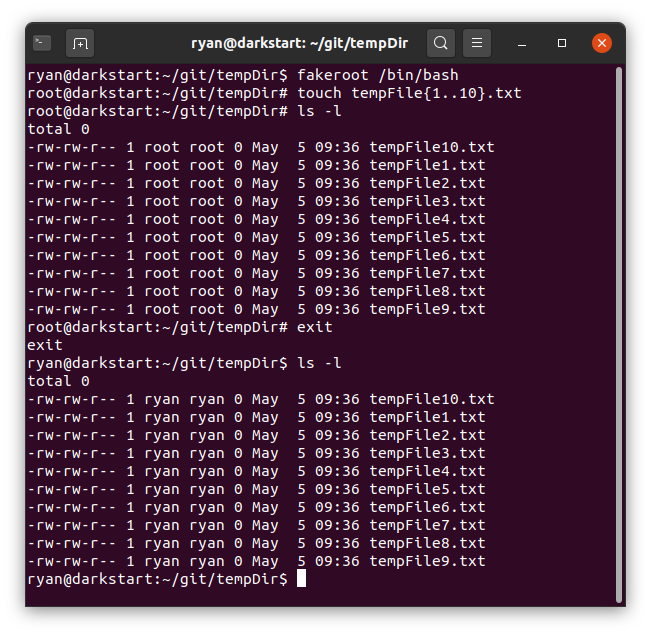 ryan@darkstart: ~/git/tempDir
ryan@darkstart:~/git/tempDir$ fakeroot /bin/bash
root@darkstart:~/git/tempDir# touch tempFile{1..10}.txt
root@darkstart:~/git/tempDir# ls -l
total 0
-rw-rw-r-- 1 root root 0 May  5 09:36 tempFile10.txt
-rw-rw-r-- 1 root root 0 May  5 09:36 tempFile1.txt
-rw-rw-r-- 1 root root 0 May  5 09:36 tempFile2.txt
-rw-rw-r-- 1 root root 0 May  5 09:36 tempFile3.txt
-rw-rw-r-- 1 root root 0 May  5 09:36 tempFile4.txt
-rw-rw-r-- 1 root root 0 May  5 09:36 tempFile5.txt
-rw-rw-r-- 1 root root 0 May  5 09:36 tempFile6.txt
-rw-rw-r-- 1 root root 0 May  5 09:36 tempFile7.txt
-rw-rw-r-- 1 root root 0 May  5 09:36 tempFile8.txt
-rw-rw-r-- 1 root root 0 May  5 09:36 tempFile9.txt
root@darkstart:~/git/tempDir# exit
exit
ryan@darkstart:~/git/tempDir$ ls -l
total 0
-rw-rw-r-- 1 ryan ryan 0 May  5 09:36 tempFile10.txt
-rw-rw-r-- 1 ryan ryan 0 May  5 09:36 tempFile1.txt
-rw-rw-r-- 1 ryan ryan 0 May  5 09:36 tempFile2.txt
-rw-rw-r-- 1 ryan ryan 0 May  5 09:36 tempFile3.txt
-rw-rw-r-- 1 ryan ryan 0 May  5 09:36 tempFile4.txt
-rw-rw-r-- 1 ryan ryan 0 May  5 09:36 tempFile5.txt
-rw-rw-r-- 1 ryan ryan 0 May  5 09:36 tempFile6.txt
-rw-rw-r-- 1 ryan ryan 0 May  5 09:36 tempFile7.txt
-rw-rw-r-- 1 ryan ryan 0 May  5 09:36 tempFile8.txt
-rw-rw-r-- 1 ryan ryan 0 May  5 09:36 tempFile9.txt
ryan@darkstart:~/git/tempDir$